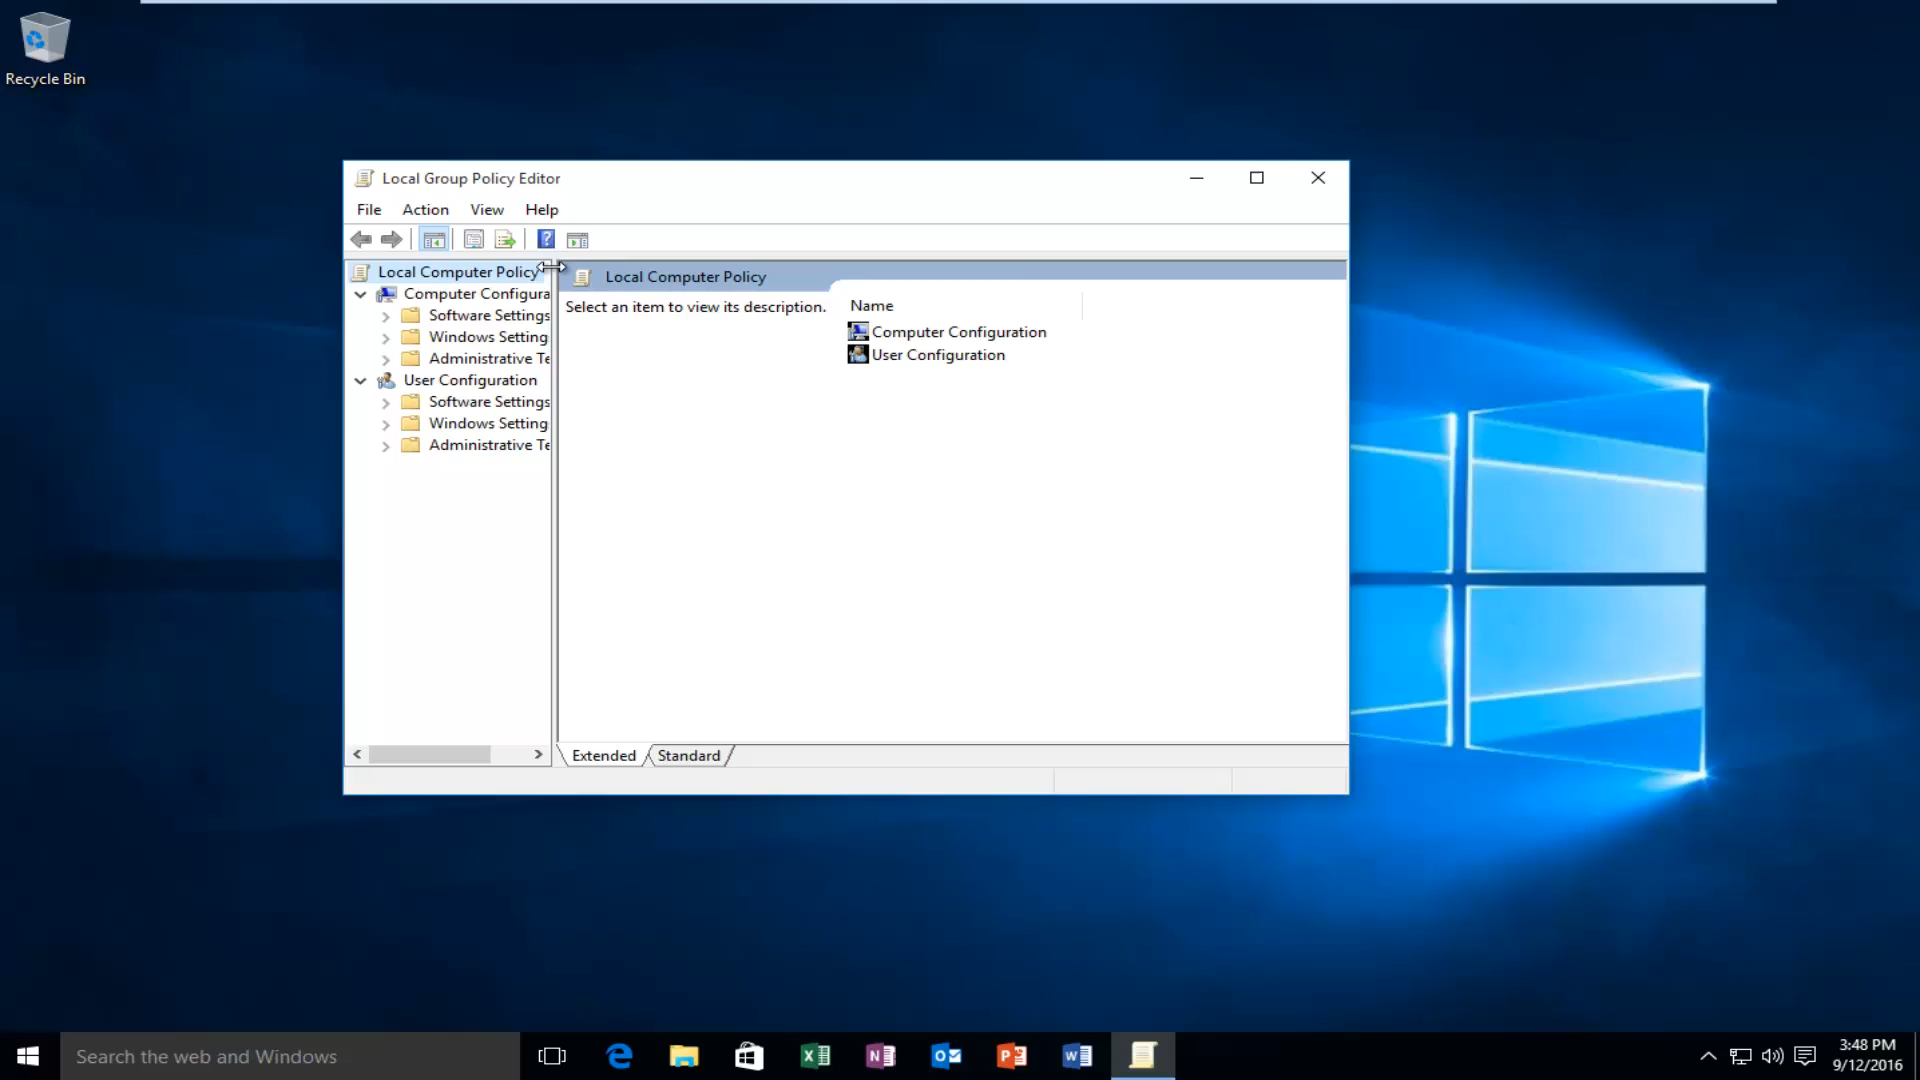 Recycle Bin
Local Group Policy Editor
File Action View Help
Local Computer Policy
Computer Configura
Software Settings
Windows Setting
Administrative Te
User Configuration
Software Settings
Windows Setting
Administrative Te
Local Computer Policy
Select an item to view its description.
Name
Computer Configuration
User Configuration
Extended Standard
Search the web and Windows
3:48 PM
9/12/2016